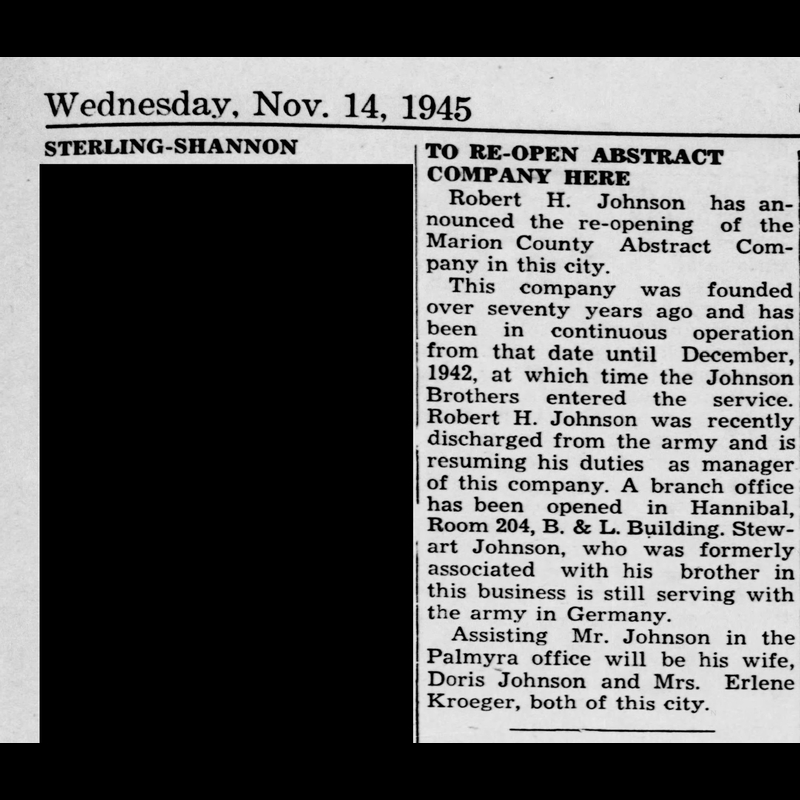 Wednesday, Nov. 14, 1945
STERLING-SHANNON
TO RE-OPEN ABSTRACT
COMPANY HERE
Robert H. Johnson has an-
nounced the re-opening of the
Marion County Abstract Com-
pany in this city.
This company was founded
over seventy years ago and has
been in continuous operation
from that date until December,
1942, at which time the Johnson
Brothers entered the service.
Robert H. Johnson was recently
discharged from the army and is
resuming his duties as manager
of this company. A branch office
has been opened in Hannibal,
Room 204, B. & L. Building. Stew-
art Johnson, who was formerly
associated with his brother in
this business is still serving with
the army in Germany.
Assisting Mr. Johnson in the
Palmyra office will be his wife,
Doris Johnson and Mrs. Erlene
Kroeger, both of this city.